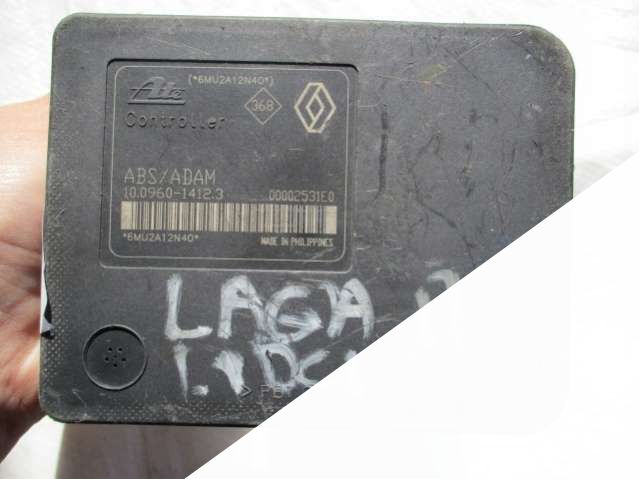 (*6MU2A12N40*)
Ate
368
Controller
ABS/ADAM
10.0960-1412.3 00002531E0
*6MU2A12N40*
MADE IN PHILIPPINES
LAGA